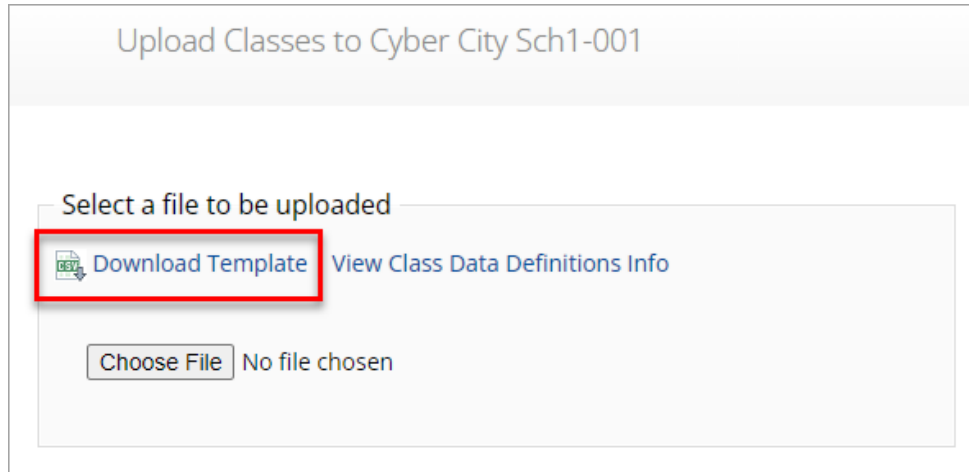 Upload Classes to Cyber City Sch1-001
Select a file to be uploaded
CSV Download Template View Class Data Definitions Info
Choose File No file chosen